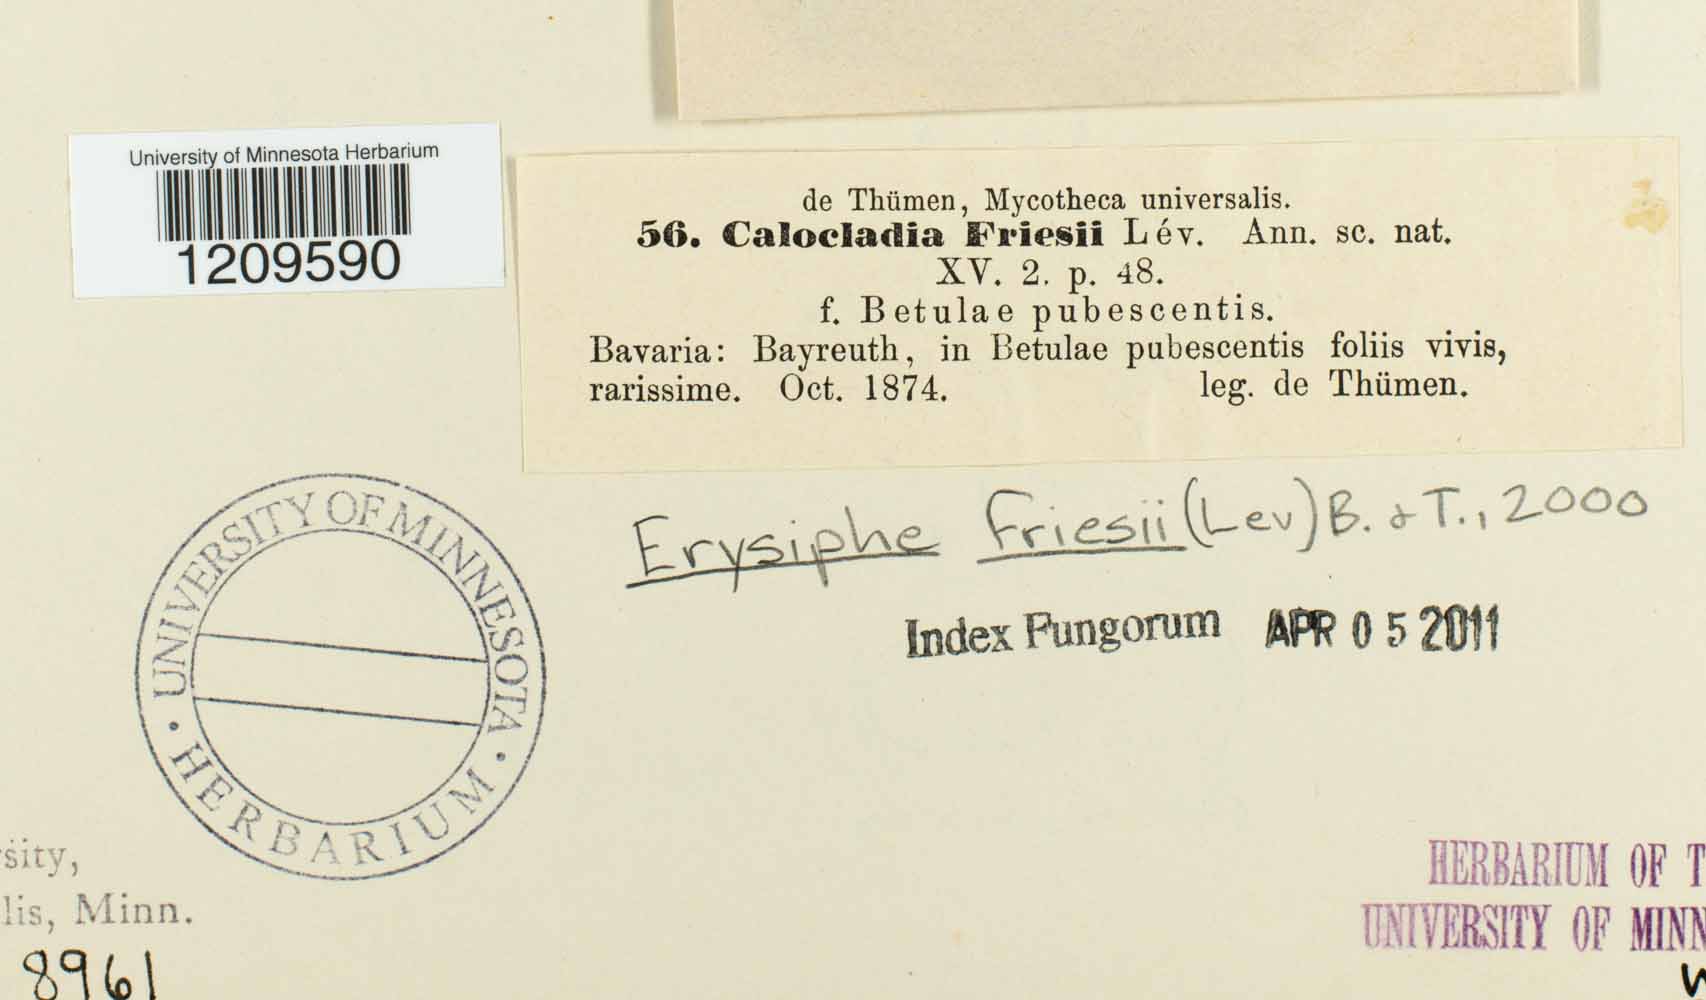 University of Minnesota Herbarium
1209590
de Thümen, Mycotheca universalis.
56. Calocladia Friesii Lév. Ann. sc. nat.
XV. 2. p. 48.
f. Betulae pubescentis.
Bavaria: Bayreuth, in Betulae pubescentis foliis vivis,
rarissime. Oct. 1874. leg. de Thümen.
Erysiphe Friesii (Lev) B. & T., 2000
Index Fungorum APR 05 2011
UNIVERSITY OF MINNESOTA
• HERBARIUM •
rsity,
lis, Minn.
8961
HERBARIUM OF T
UNIVERSITY OF MINN